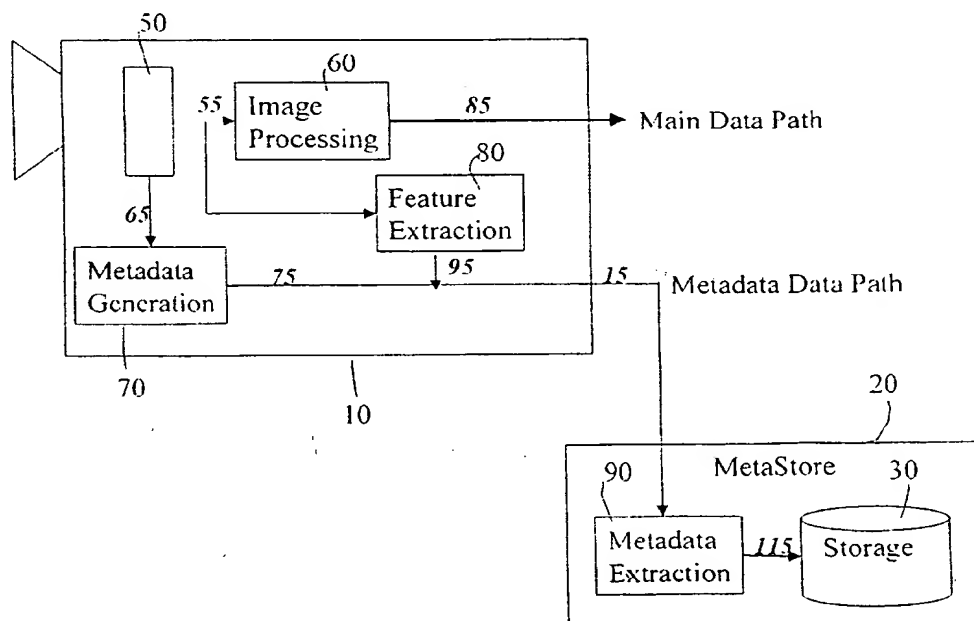 50
60
55
Image
Processing
85
Main Data Path
80
Feature
Extraction
65
Metadata
Generation
75
95
15
Metadata Data Path
70
10
20
MetaStore
90
30
Metadata
Extraction
115
Storage